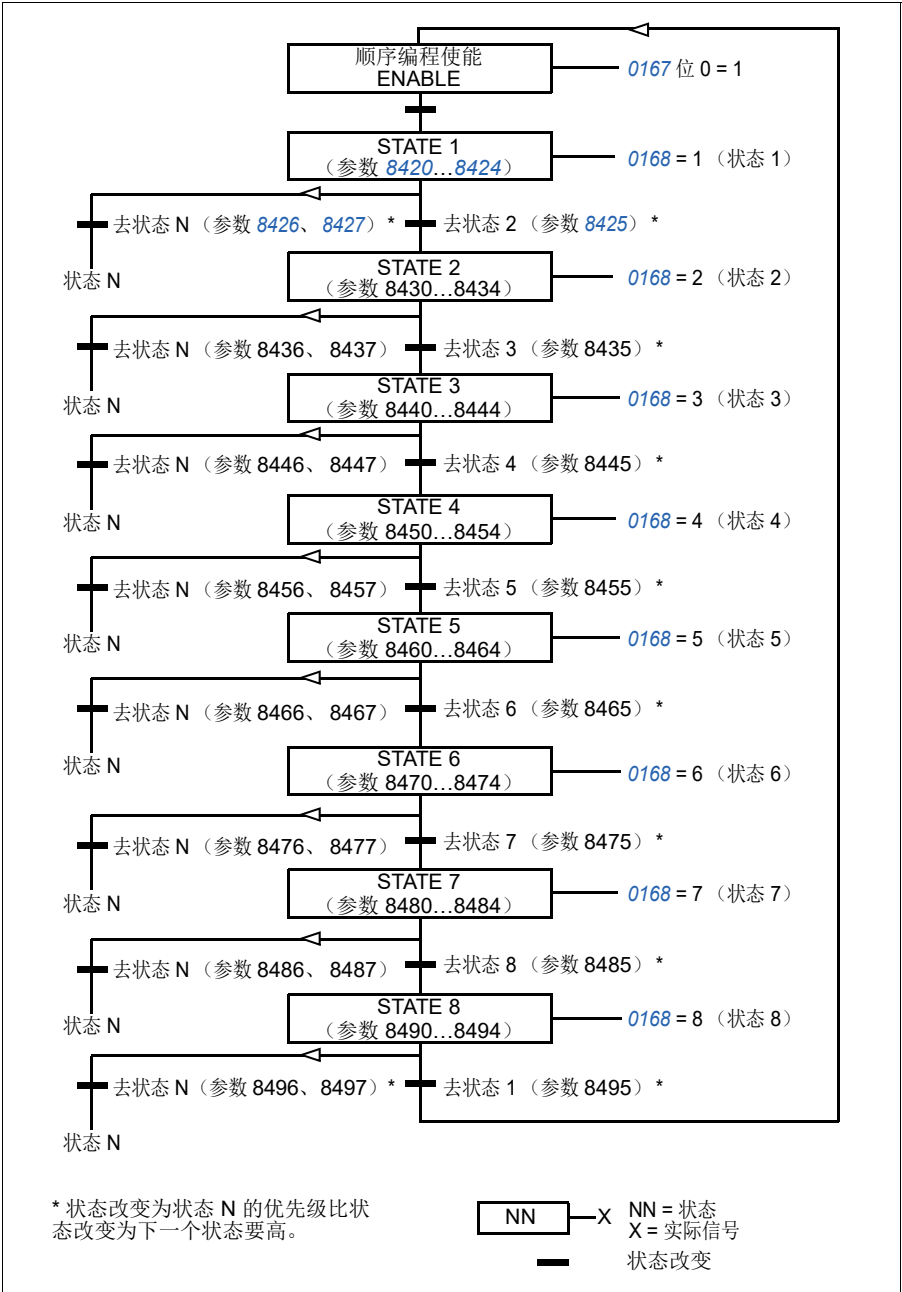 顺序编程使能
ENABLE
0167 位 0 = 1
STATE 1
（参数 8420…8424）
0168 = 1 （状态 1）
去状态 N （参数 8426、 8427） *
去状态 2 （参数 8425） *
状态 N
STATE 2
（参数 8430…8434）
0168 = 2 （状态 2）
去状态 N （参数 8436、 8437）
去状态 3 （参数 8435） *
状态 N
STATE 3
（参数 8440…8444）
0168 = 3 （状态 3）
去状态 N （参数 8446、 8447）
去状态 4 （参数 8445） *
状态 N
STATE 4
（参数 8450…8454）
0168 = 4 （状态 4）
去状态 N （参数 8456、 8457）
去状态 5 （参数 8455） *
状态 N
STATE 5
（参数 8460…8464）
0168 = 5 （状态 5）
去状态 N （参数 8466、 8467）
去状态 6 （参数 8465） *
状态 N
STATE 6
（参数 8470…8474）
0168 = 6 （状态 6）
去状态 N （参数 8476、 8477）
去状态 7 （参数 8475） *
状态 N
STATE 7
（参数 8480…8484）
0168 = 7 （状态 7）
去状态 N （参数 8486、 8487）
去状态 8 （参数 8485） *
状态 N
STATE 8
（参数 8490…8494）
0168 = 8 （状态 8）
去状态 N（参数 8496、8497）*
去状态 1 （参数 8495） *
状态 N
* 状态改变为状态 N 的优先级比状
态改变为下一个状态要高。
NN
X
NN = 状态
X = 实际信号
状态改变